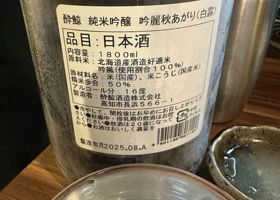 酔鯨 純米吟醸 吟麗秋あがり(白露)
品目:日本酒
内容量:1800ml
原料米:北海道産酒造好適米
吟風(使用割合100%)
原材料名:米(国産)、米こうじ(国産米)
精米歩合:50%
アルコール分 16度
製造者:酔鯨酒造株式会社
高知市長浜566-1
製造年月2025.08.A